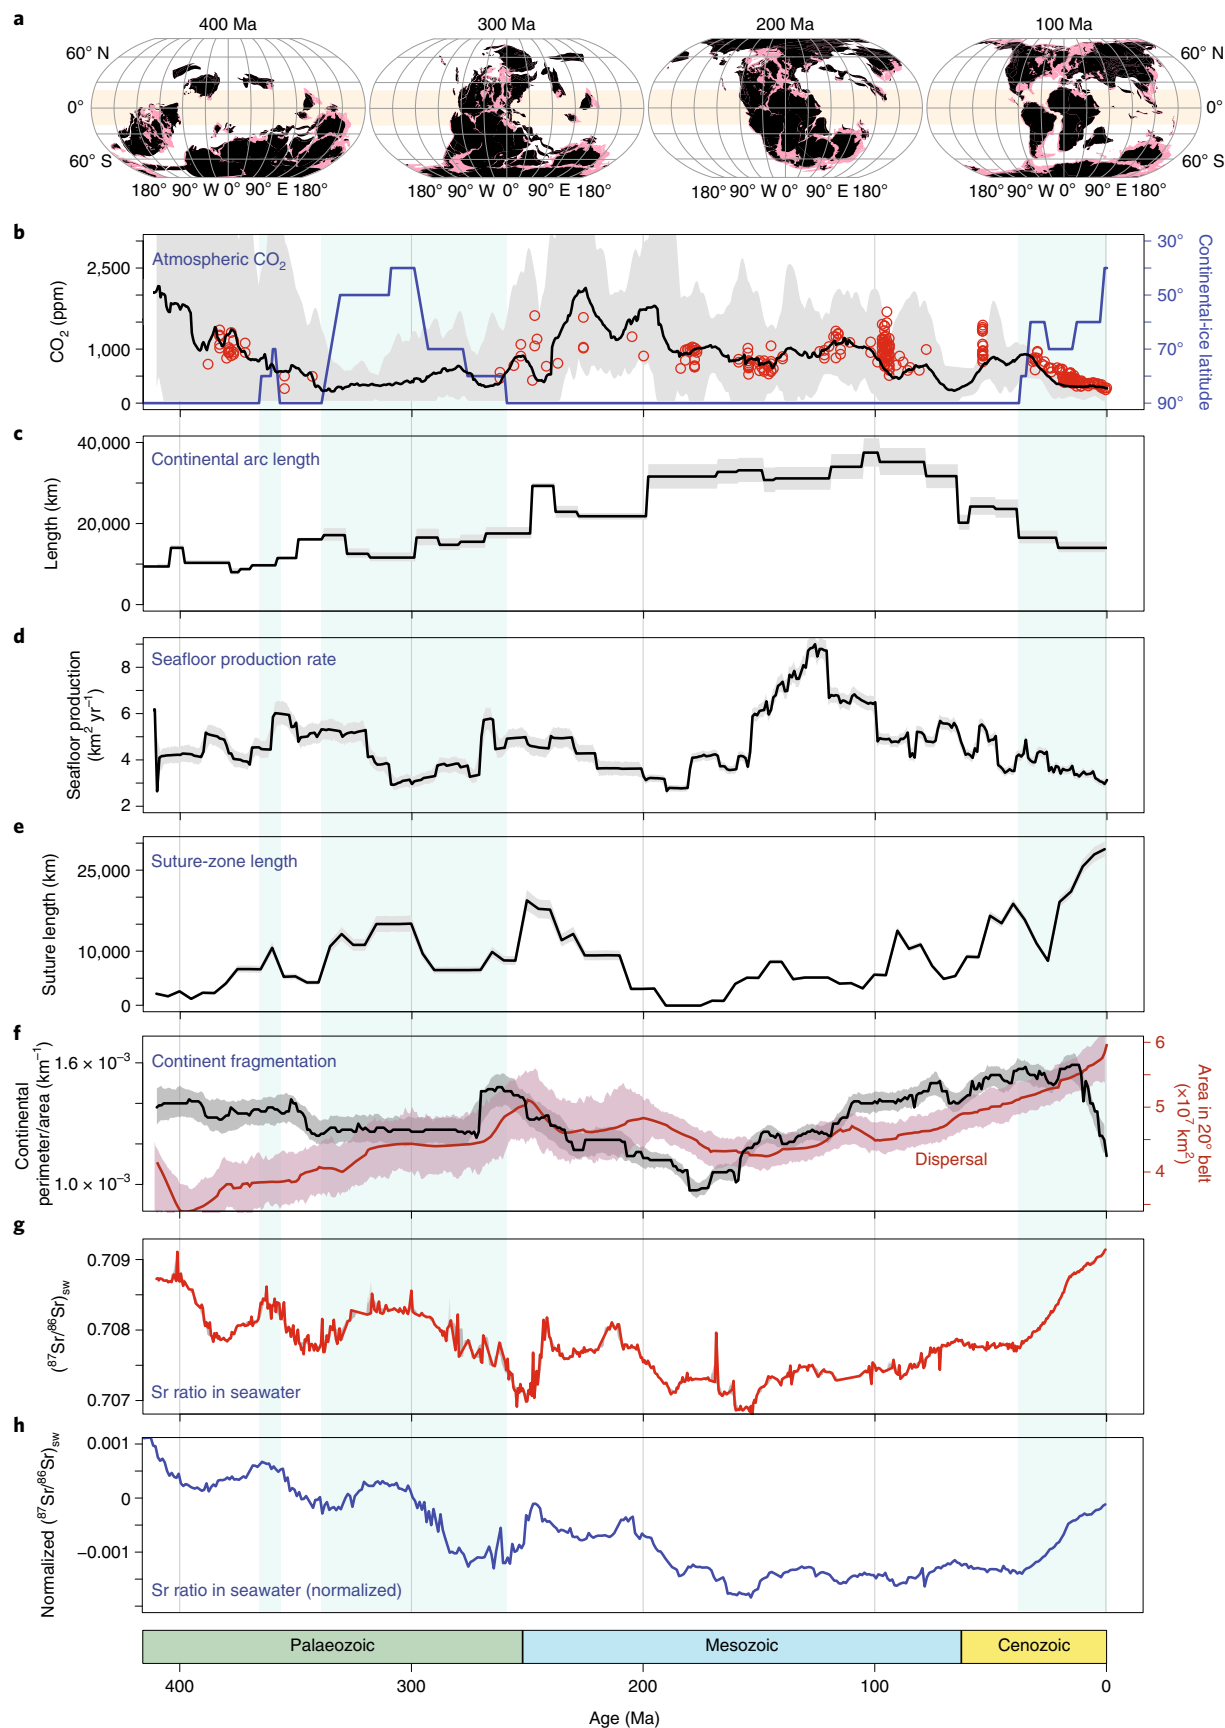 a
400 Ma
300 Ma
200 Ma
100 Ma
60° N
0°
60° S
60° N
0°
60° S
180° 90° W 0° 90° E 180°
180° 90° W 0° 90° E 180°
180° 90° W 0° 90° E 180°
180° 90° W 0° 90° E 180°
b
Atmospheric CO₂
CO₂ (ppm)
2,500
1,000
0
30°
50°
70°
90°
Continental-ice latitude
c
Continental arc length
Length (km)
40,000
20,000
0
d
Seafloor production rate
Seafloor production
(km² yr⁻¹)
8
6
4
2
e
Suture-zone length
Suture length (km)
25,000
10,000
0
f
Continent fragmentation
Continental
perimeter/area (km⁻¹)
1.6 × 10⁻³
1.0 × 10⁻³
Dispersal
6
5
4
Area in 20° belt
(×10⁷ km²)
g
(⁸⁷Sr/⁸⁶Sr)sw
0.709
0.708
0.707
Sr ratio in seawater
h
Normalized (⁸⁷Sr/⁸⁶Sr)sw
0.001
0
−0.001
Sr ratio in seawater (normalized)
Palaeozoic
Mesozoic
Cenozoic
400
300
200
100
0
Age (Ma)